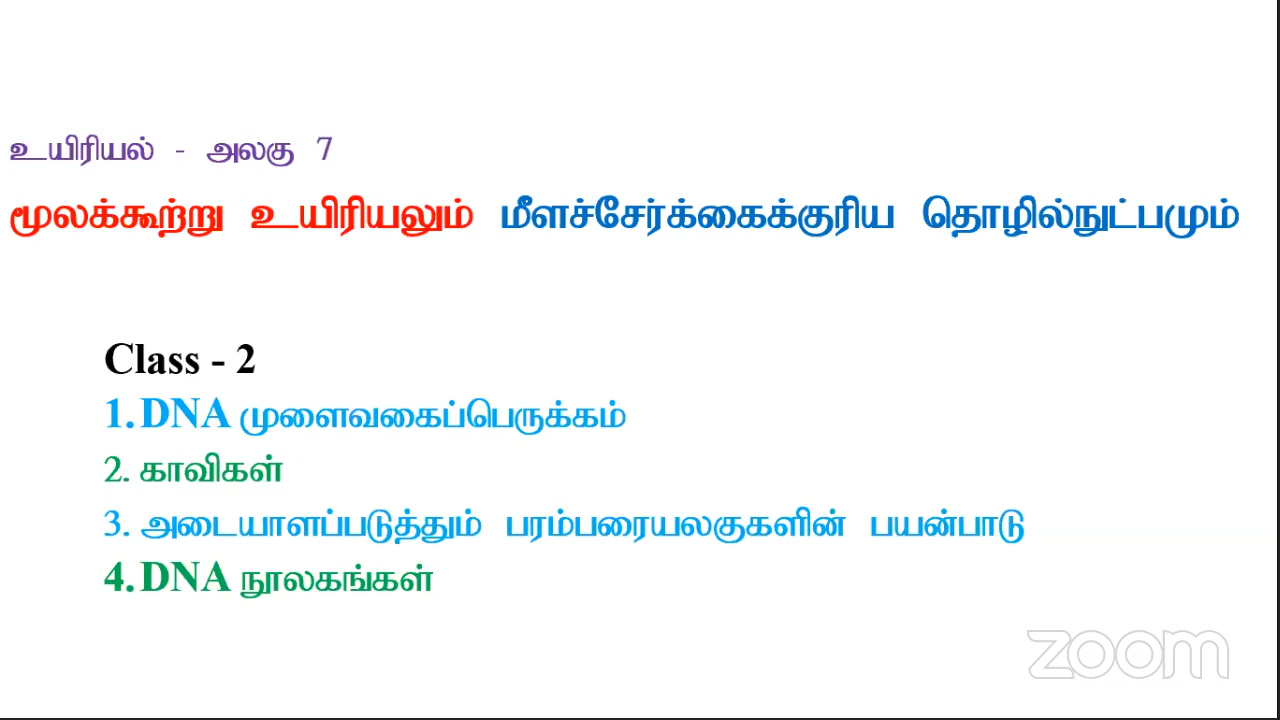 உயிரியல் - அலகு 7
மூலக்கூற்று உயிரியலும் மீளச்சேர்க்கைக்குரிய தொழில்நுட்பமும்
Class - 2
1. DNA முளைவகைப்பெருக்கம்
2. காவிகள்
3. அடையாளப்படுத்தும் பரம்பரையலகுகளின் பயன்பாடு
4. DNA நூலகங்கள்
zoom